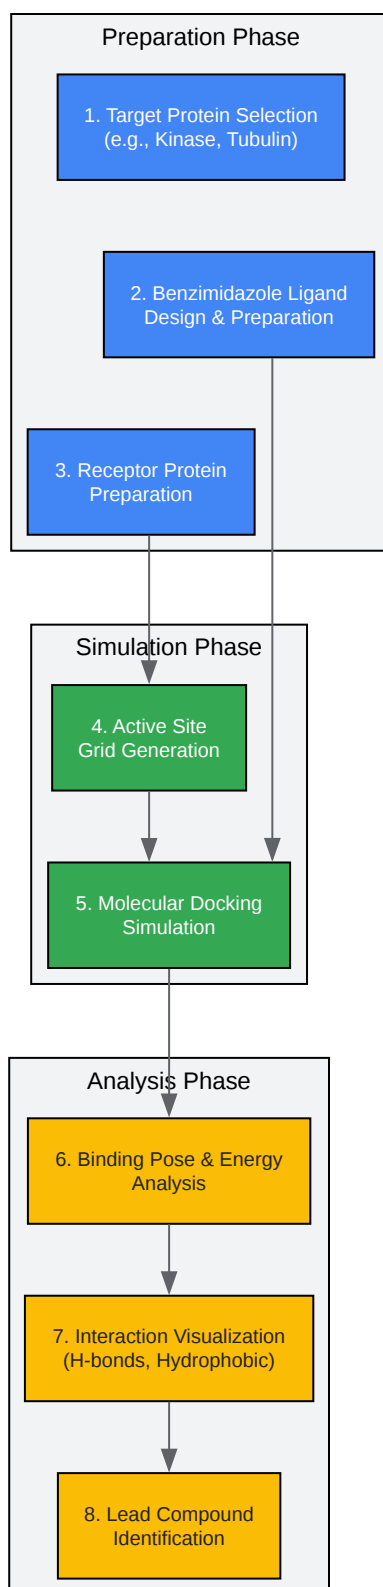 Preparation Phase
1. Target Protein Selection
(e.g., Kinase, Tubulin)
2. Benzimidazole Ligand
Design & Preparation
3. Receptor Protein
Preparation
Simulation Phase
4. Active Site
Grid Generation
5. Molecular Docking
Simulation
Analysis Phase
6. Binding Pose & Energy
Analysis
7. Interaction Visualization
(H-bonds, Hydrophobic)
8. Lead Compound
Identification